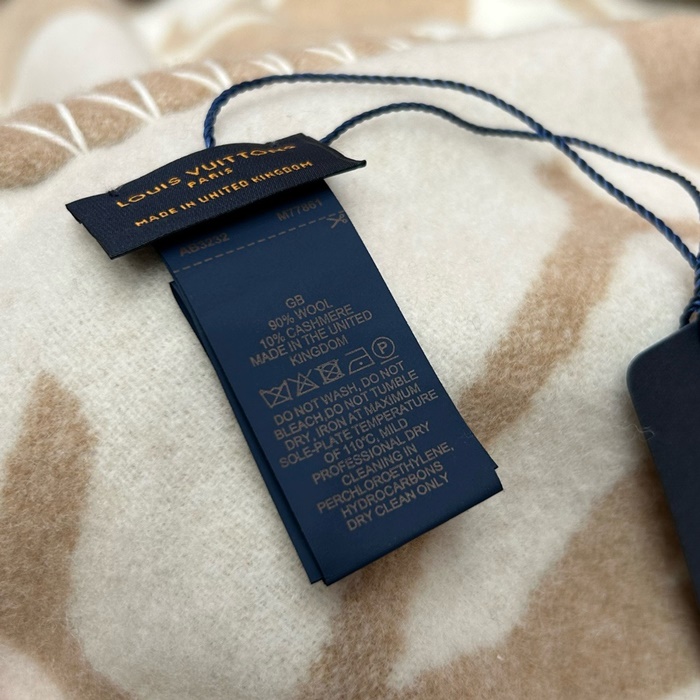 LOUIS VUITTON®
PARIS
MADE IN UNITED KINGDOM
AB3232 M77861
GB
90% WOOL
10% CASHMERE
MADE IN THE UNITED
KINGDOM
DO NOT WASH, DO NOT
BLEACH,DO NOT TUMBLE
DRY, IRON AT MAXIMUM
SOLE-PLATE TEMPERATURE
OF 110°C, MILD
PROFESSIONAL DRY
CLEANING IN
PERCHLOROETHYLENE,
HYDROCARBONS
DRY CLEAN ONLY